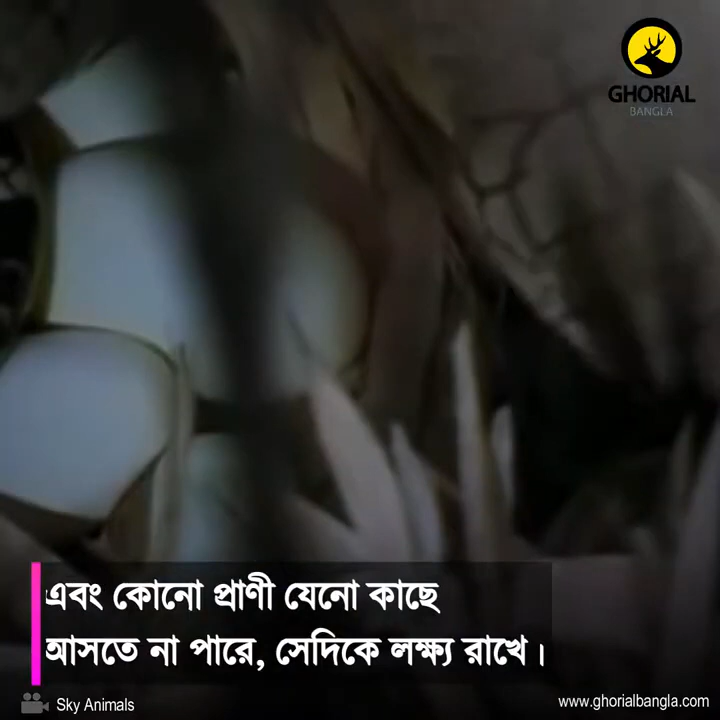 GHORIAL
BANGLA
এবং কোনো প্রাণী যেনো কাছে
আসতে না পারে, সেদিকে লক্ষ্য রাখে।
Sky Animals
www.ghorialbangla.com